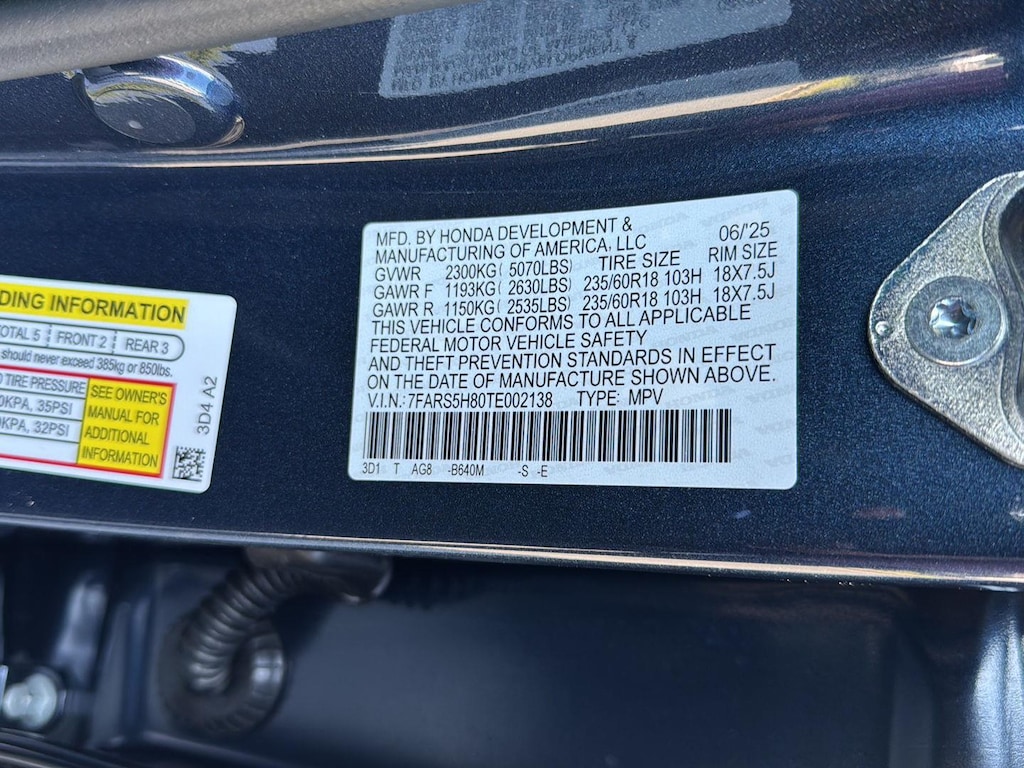 DING INFORMATION
TOTAL 5 FRONT 2 REAR 3
should never exceed 385kg or 850lbs.
TIRE PRESSURE
KPA, 35PSI
KPA, 32PSI
SEE OWNER'S
MANUAL FOR
ADDITIONAL
INFORMATION
3D4 A2
MFD. BY HONDA DEVELOPMENT &
MANUFACTURING OF AMERICA, LLC 06/'25
GVWR 2300KG( 5070LBS) TIRE SIZE RIM SIZE
GAWR F 1193KG( 2630LBS) 235/60R18 103H 18X7.5J
GAWR R 1150KG( 2535LBS) 235/60R18 103H 18X7.5J
THIS VEHICLE CONFORMS TO ALL APPLICABLE
FEDERAL MOTOR VEHICLE SAFETY
AND THEFT PREVENTION STANDARDS IN EFFECT
ON THE DATE OF MANUFACTURE SHOWN ABOVE.
V.I.N.: 7FARS5H80TE002138 TYPE: MPV
3D1 T AG8 -B640M -S -E